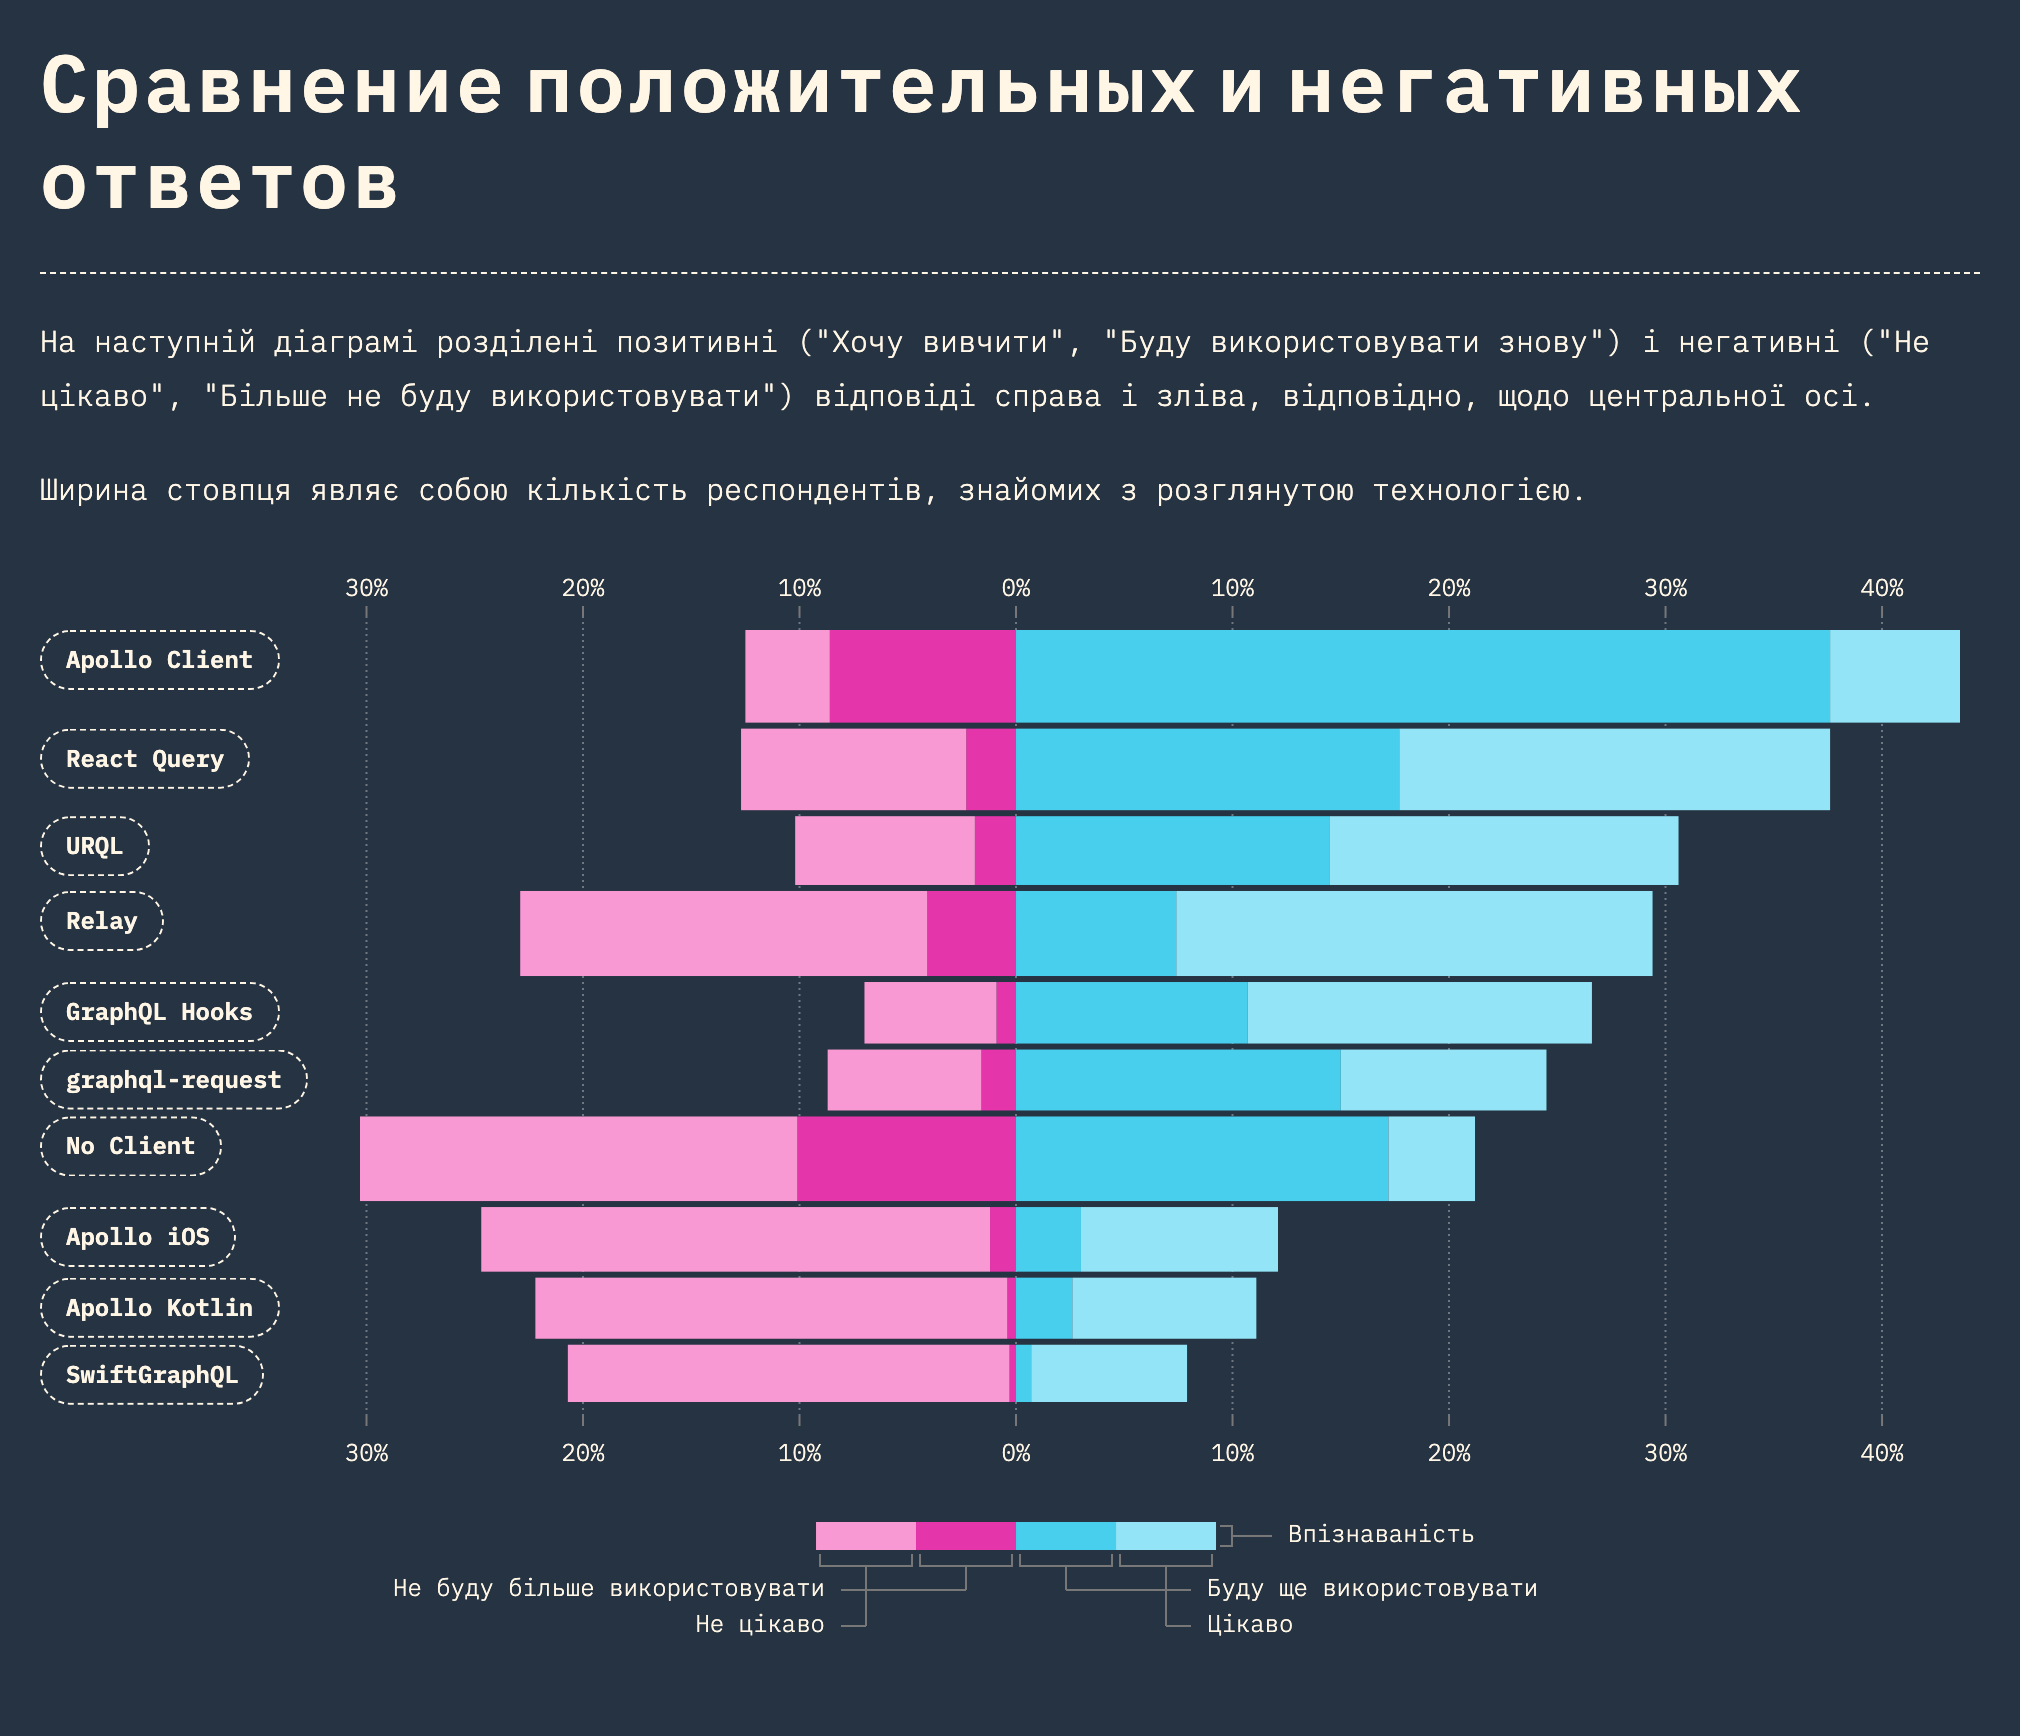 Сравнение положительных и негативных
ответов
На наступній діаграмі розділені позитивні ("Хочу вивчити", "Буду використовувати знову") і негативні ("Не
цікаво", "Більше не буду використовувати") відповіді справа і зліва, відповідно, щодо центральної осі.
Ширина стовпця являє собою кількість респондентів, знайомих з розглянутою технологією.
30% 20% 10% 0% 10% 20% 30% 40%
Apollo Client
React Query
URQL
Relay
GraphQL Hooks
graphql-request
No Client
Apollo iOS
Apollo Kotlin
SwiftGraphQL
30% 20% 10% 0% 10% 20% 30% 40%
Впізнаваність
Не буду більше використовувати Буду ще використовувати
Не цікаво Цікаво